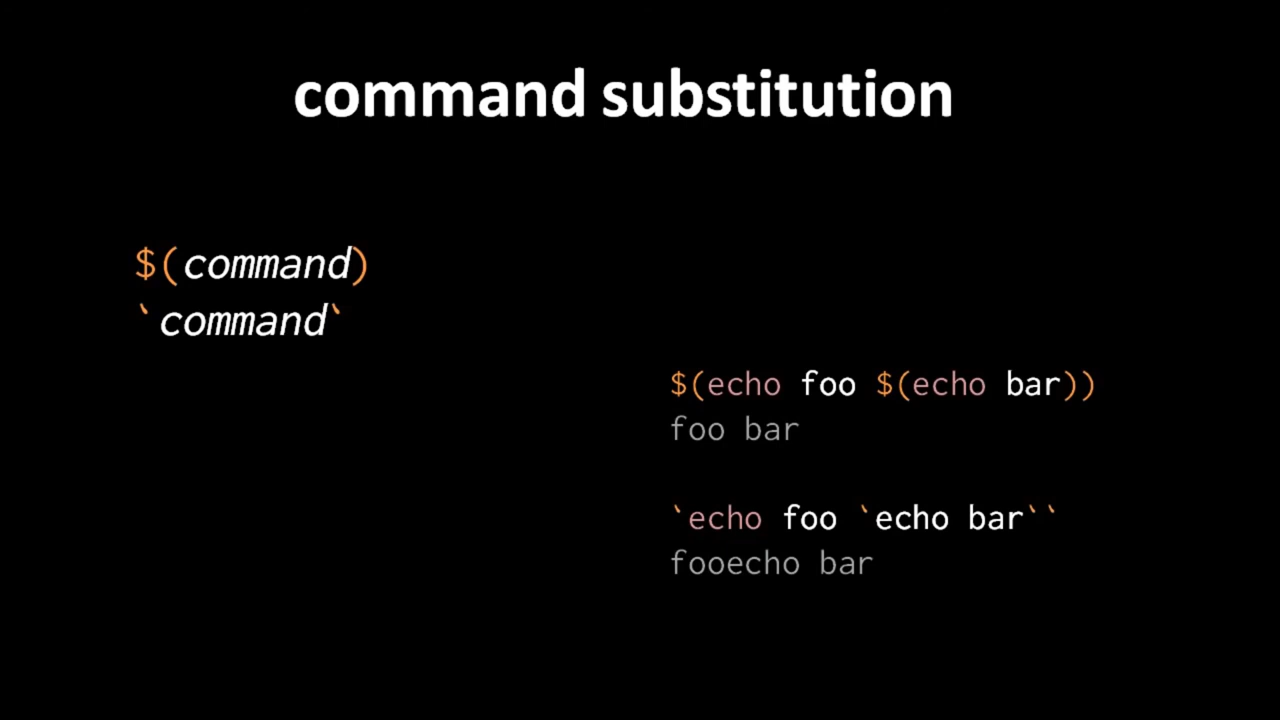 command substitution
$(command)
`command`
$(echo foo $(echo bar))
foo bar
`echo foo `echo bar``
fooecho bar